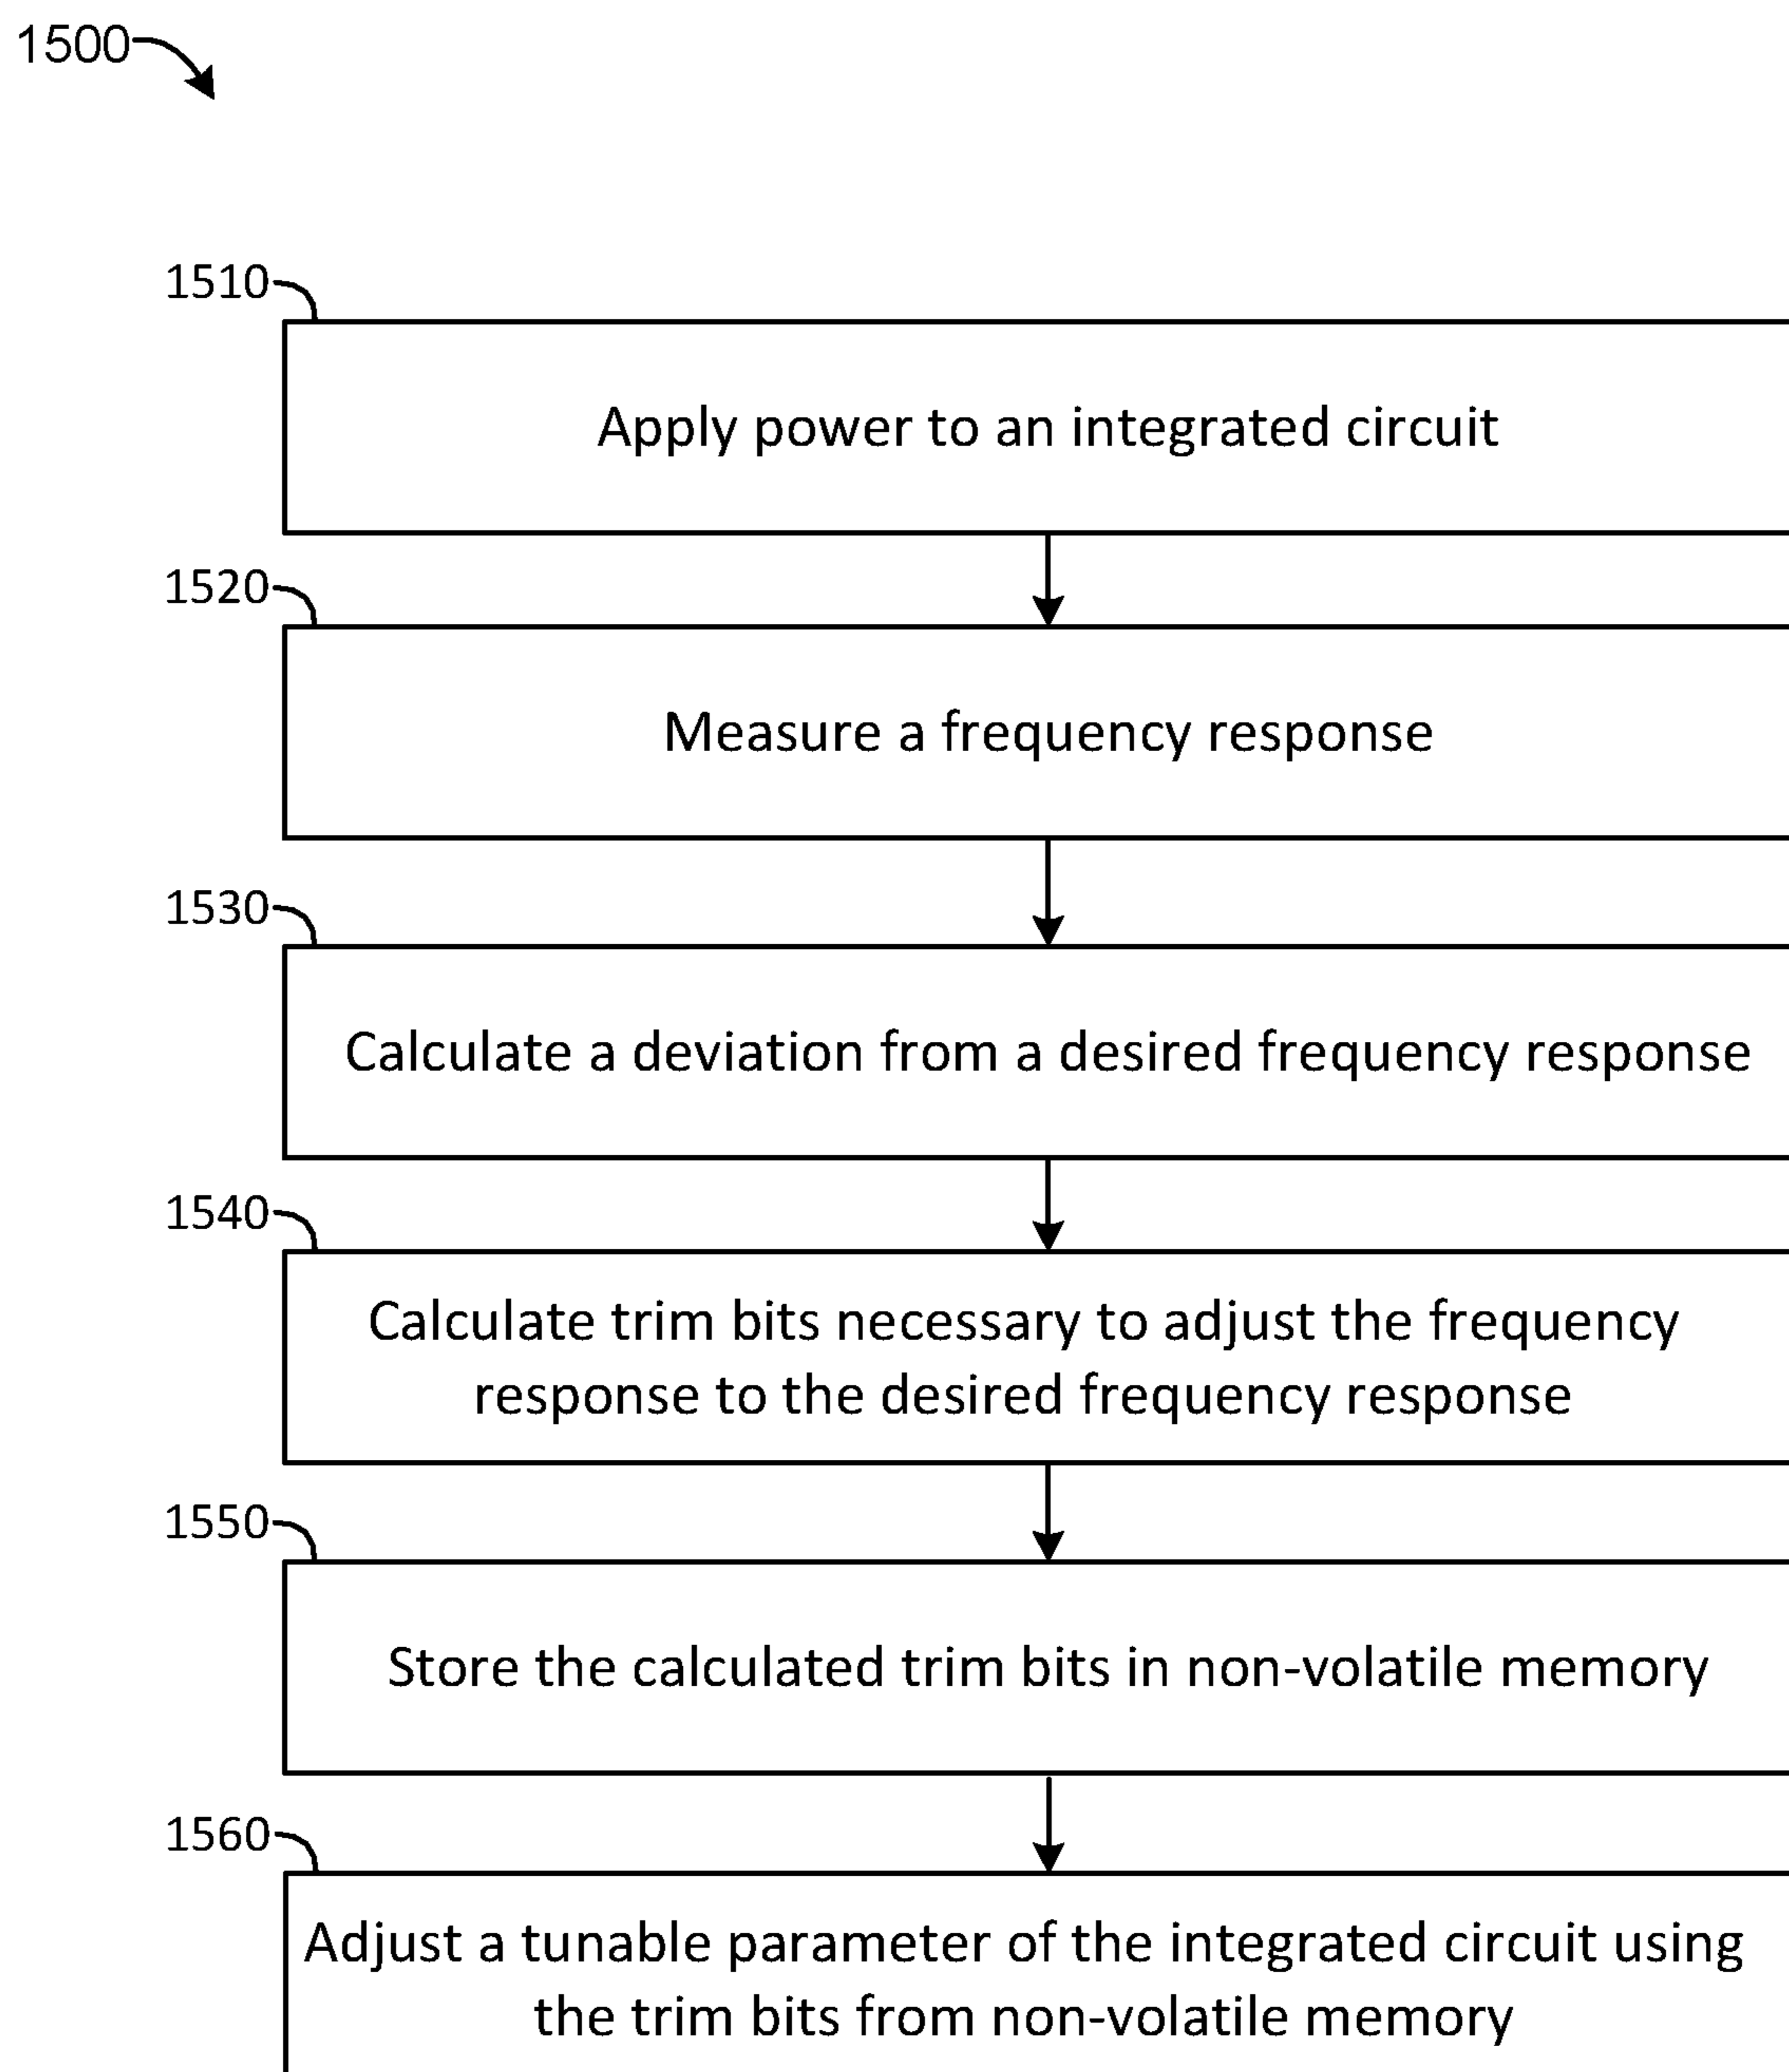 1500
1510
Apply power to an integrated circuit
1520
Measure a frequency response
1530
Calculate a deviation from a desired frequency response
1540
Calculate trim bits necessary to adjust the frequency
response to the desired frequency response
1550
Store the calculated trim bits in non-volatile memory
1560
Adjust a tunable parameter of the integrated circuit using
the trim bits from non-volatile memory